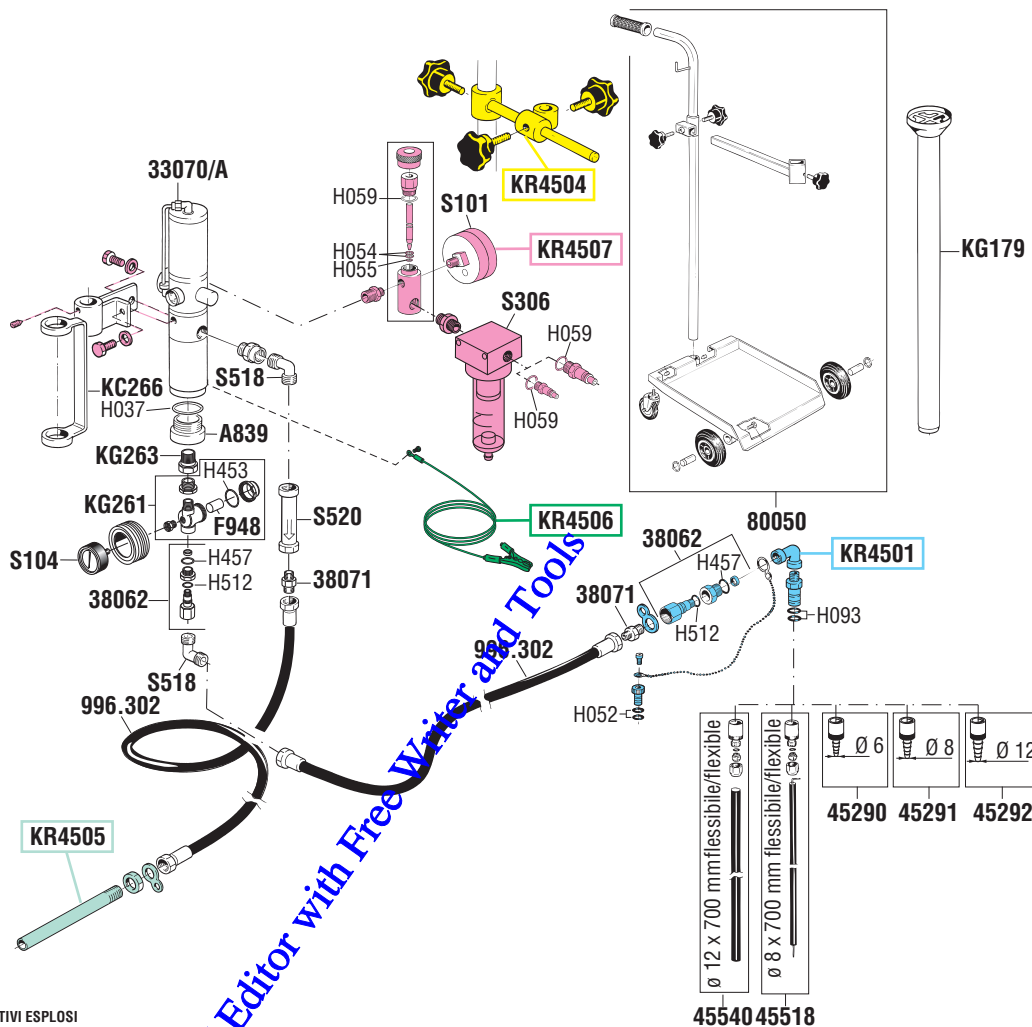 33070/A
H059
S101
KR4504
KR4507
H054
H055
S306
H059
H059
KG179
KC266
H037
S518
A839
KG263
H453
KG261
F948
S520
KR4506
80050
S104
H457
H512
38062
38071
38062
H457
KR4501
38071
H512
H093
S518
996.302
996.302
H052
KR4505
Ø 12 x 700 mm flessibile/flexible
Ø 8 x 700 mm flessibile/flexible
Ø 6
Ø 8
Ø 12
45290
45291
45292
45540
45518
Editor with Free Writer and Tools
TIVI ESPLOSI